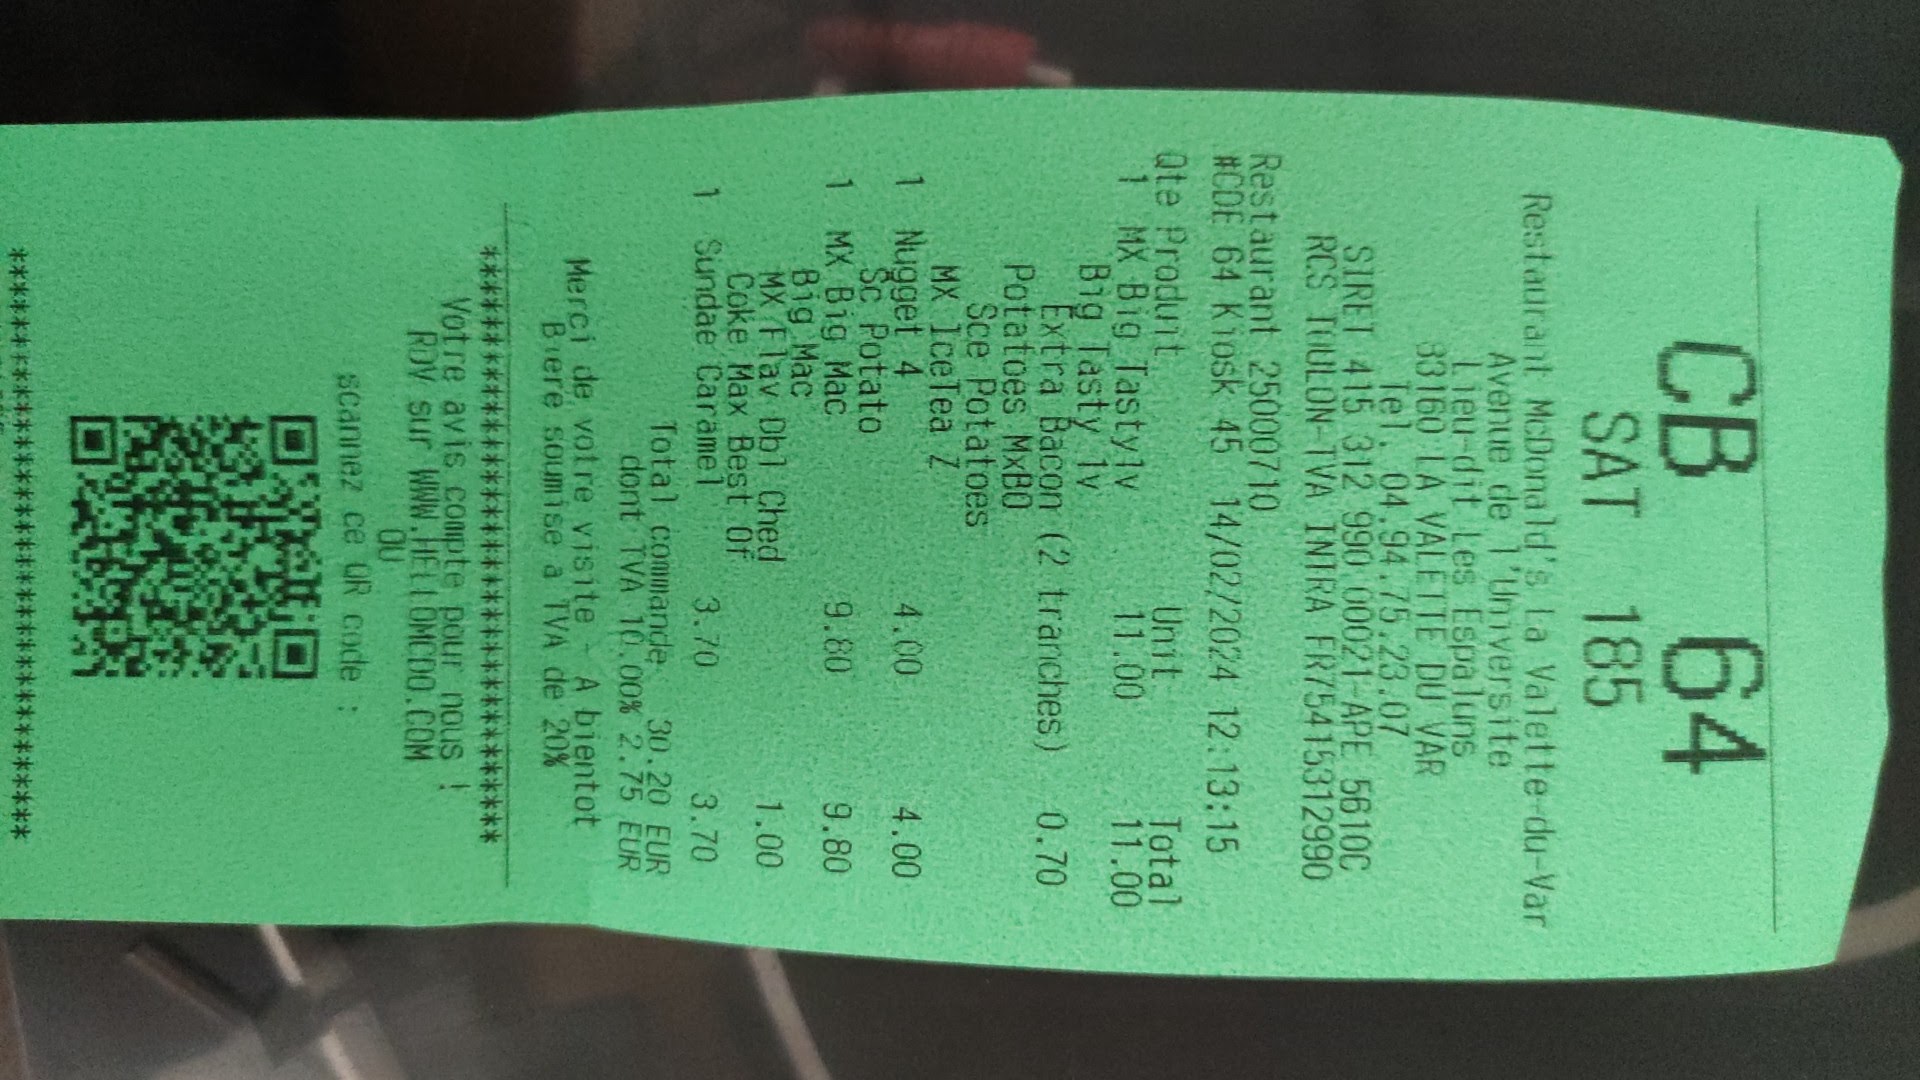 CB 64
SAT 185
Restaurant McDonald's La Valette-du-Var
Avenue de l'Universite
Lieu-dit Les Espaluns
83160 LA VALETTE DU VAR
Tel. 04.94.75.23.07
SIRET 415 312 990 00021-APE 5610C
RCS TOULON-TVA INTRA FR75415312990
Restaurant 25000710
#CDE 64 Kiosk 45 14/02/2024 12:13:15
Qte Produit Unit Total
1 MX Big Tasty1v 11.00 11.00
Big Tasty 1v
Extra Bacon (2 tranches) 0.70
Potatoes MxBO
Sce Potatoes
MX IceTea Z
1 Nugget 4 4.00 4.00
Sc Potato
1 MX Big Mac 9.80 9.80
Big Mac
MX Flav Dbl Ched 1.00
Coke Max Best Of
1 Sundae Caramel 3.70 3.70
Total commande 30.20 EUR
dont TVA 10.00% 2.75 EUR
Merci de votre visite - A bientot
Biere soumise a TVA de 20%
****************************************
Votre avis compte pour nous !
RDV sur WWW.HELLOMCDO.COM
OU
scannez ce QR code :
****************************************